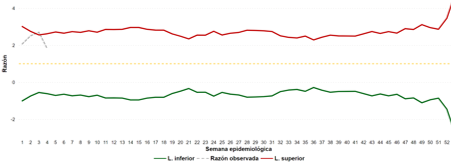 4
2
0
-2
Razón
1 2 3 4 5 6 7 8 9 10 11 12 13 14 15 16 17 18 19 20 21 22 23 24 25 26 27 28 29 30 31 32 33 34 35 36 37 38 39 40 41 42 43 44 45 46 47 48 49 50 51 52 53
Semana epidemiológica
L. inferior Razón observada L. superior